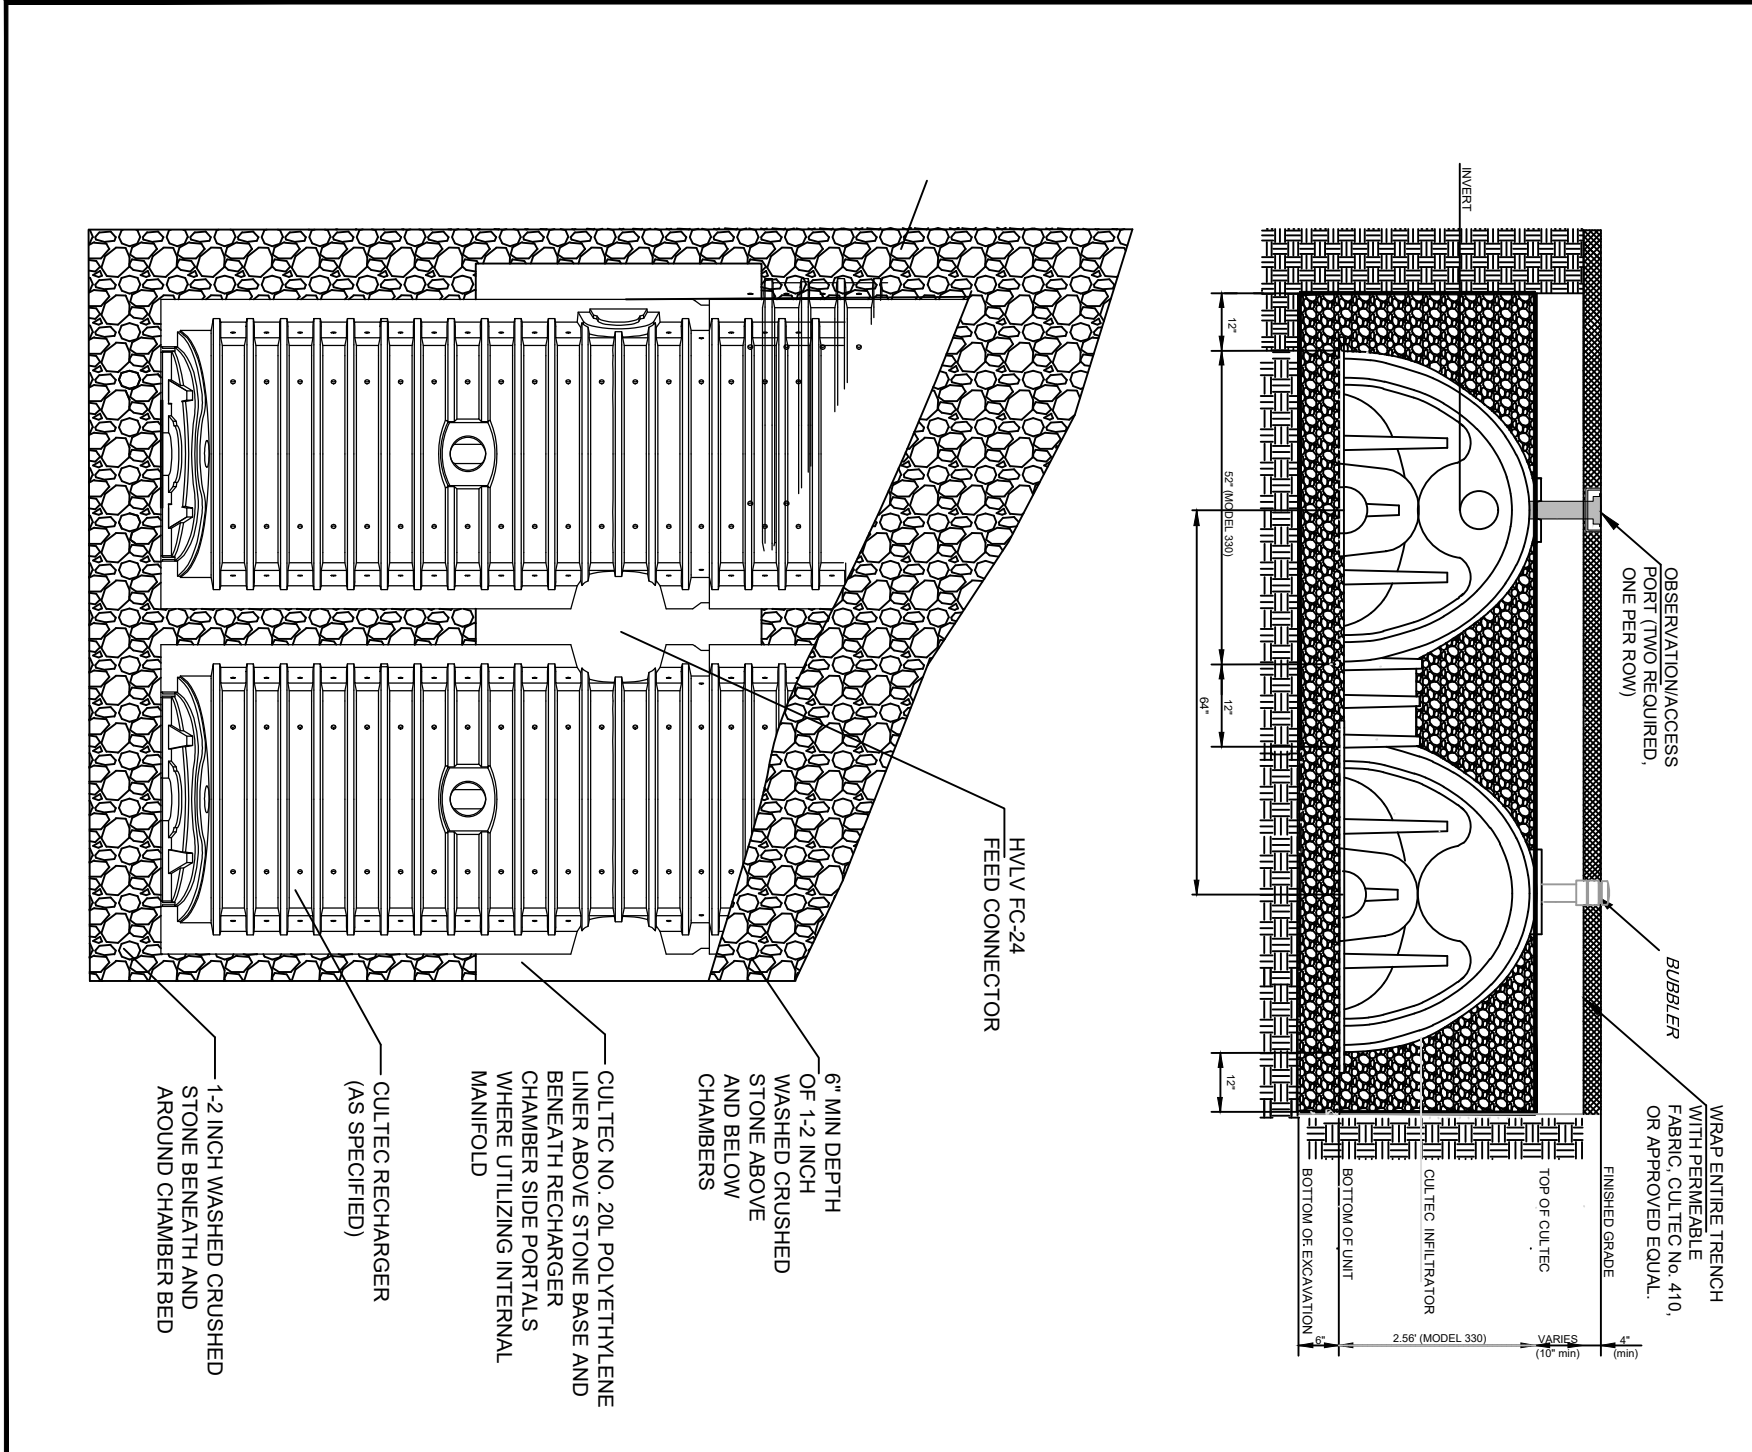 INVERT
OBSERVATION/ACCESS
PORT (TWO REQUIRED,
ONE PER ROW)
BUBBLER
WRAP ENTIRE TRENCH
WITH PERMEABLE
FABRIC, CULTEC No. 410,
OR APPROVED EQUAL.
12"
52" (MODEL 330)
12"
64"
12"
FINISHED GRADE
TOP OF CULTEC
CULTEC INFILTRATOR
BOTTOM OF UNIT
BOTTOM OF EXCAVATION
4"
(min)
VARIES
(10" min)
2.56' (MODEL 330)
6"
HVLV FC-24
FEED CONNECTOR
6" MIN DEPTH
OF 1-2 INCH
WASHED CRUSHED
STONE ABOVE
AND BELOW
CHAMBERS
CULTEC NO. 20L POLYETHYLENE
LINER ABOVE STONE BASE AND
BENEATH RECHARGER
CHAMBER SIDE PORTALS
WHERE UTILIZING INTERNAL
MANIFOLD
CULTEC RECHARGER
(AS SPECIFIED)
1-2 INCH WASHED CRUSHED
STONE BENEATH AND
AROUND CHAMBER BED